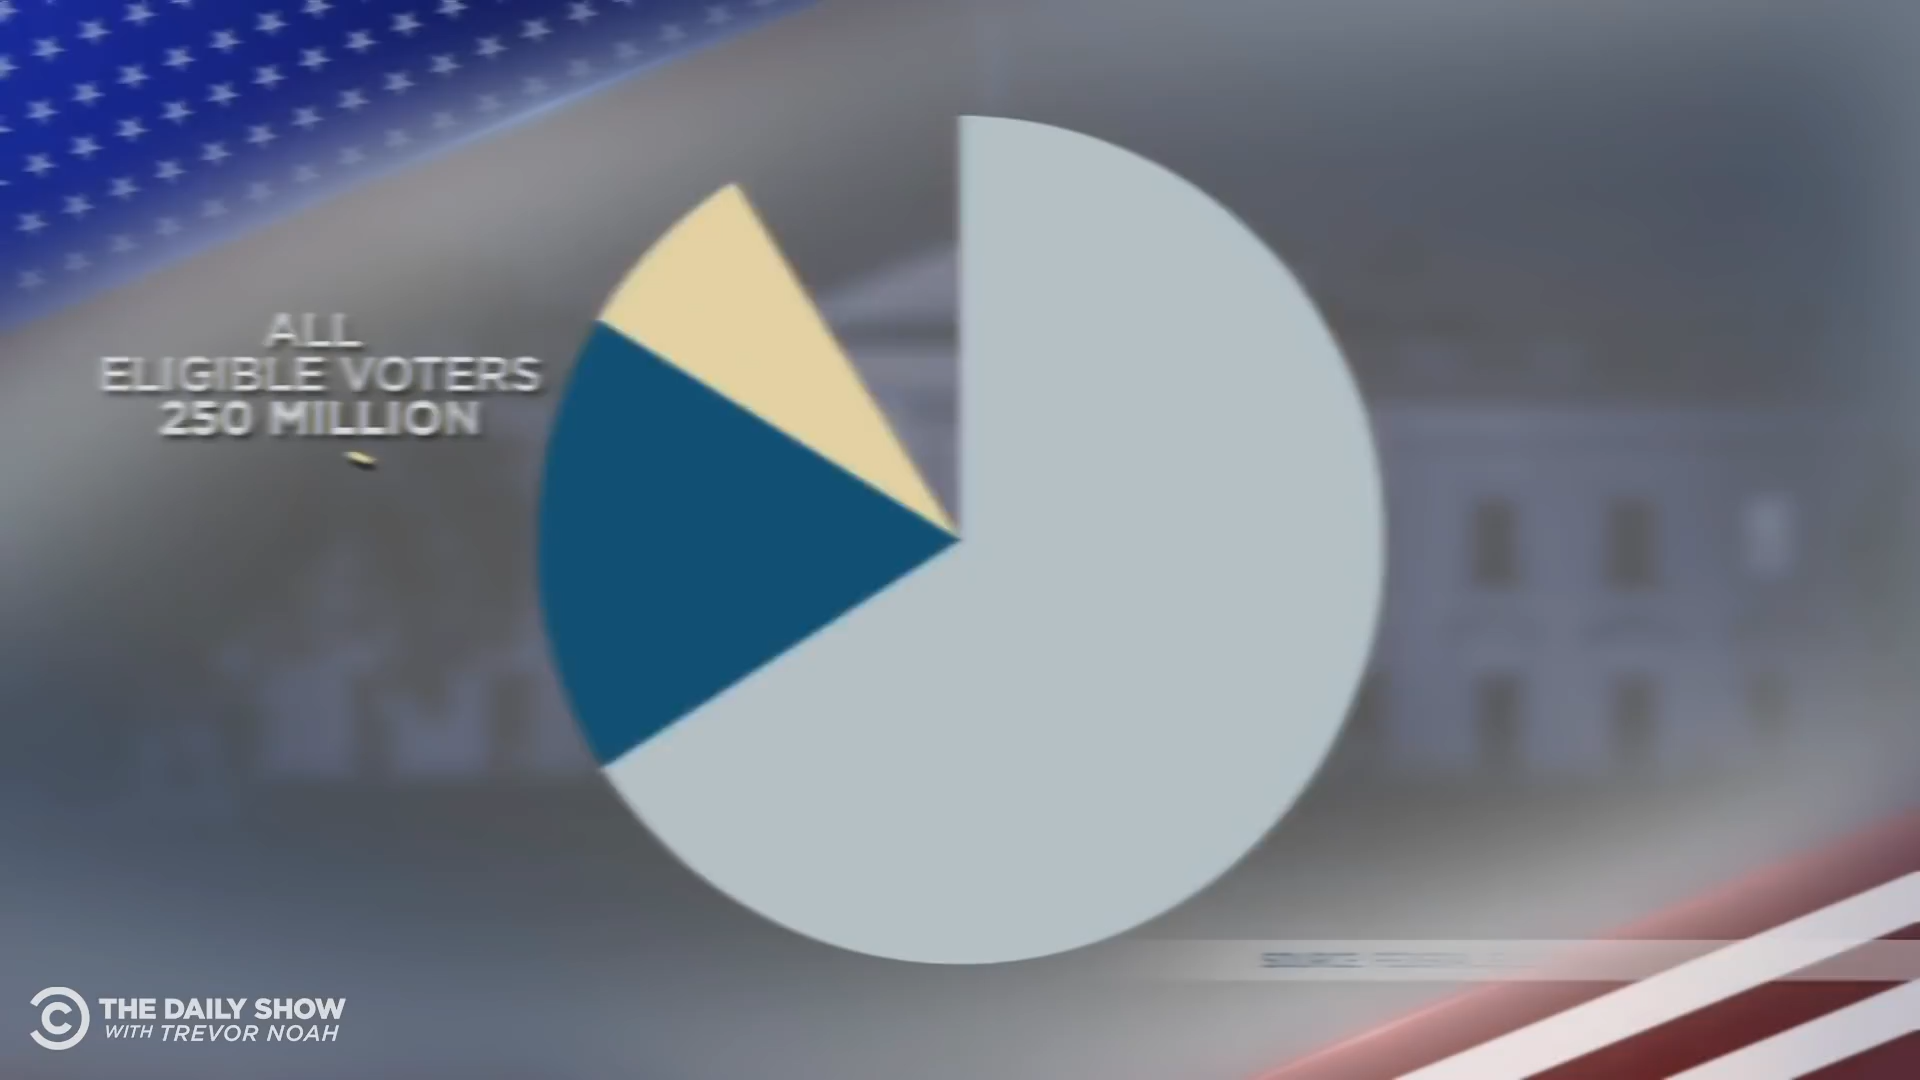 ALL
ELIGIBLE VOTERS
250 MILLION
THE DAILY SHOW
WITH TREVOR NOAH